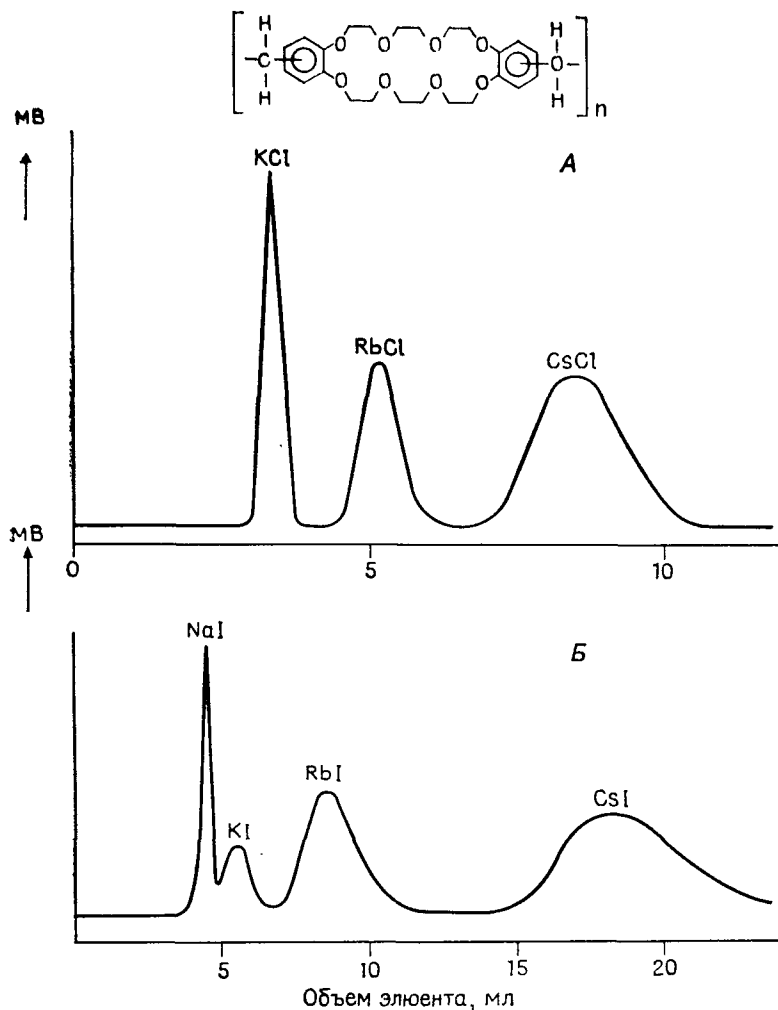 H H
C O O O O O
O O O O O
H H
n
МВ
A
KCl
RbCl
CsCl
МВ
0 5 10
Б
NaI
KI
RbI
CsI
5 10 15 20
Объем элюента, мл